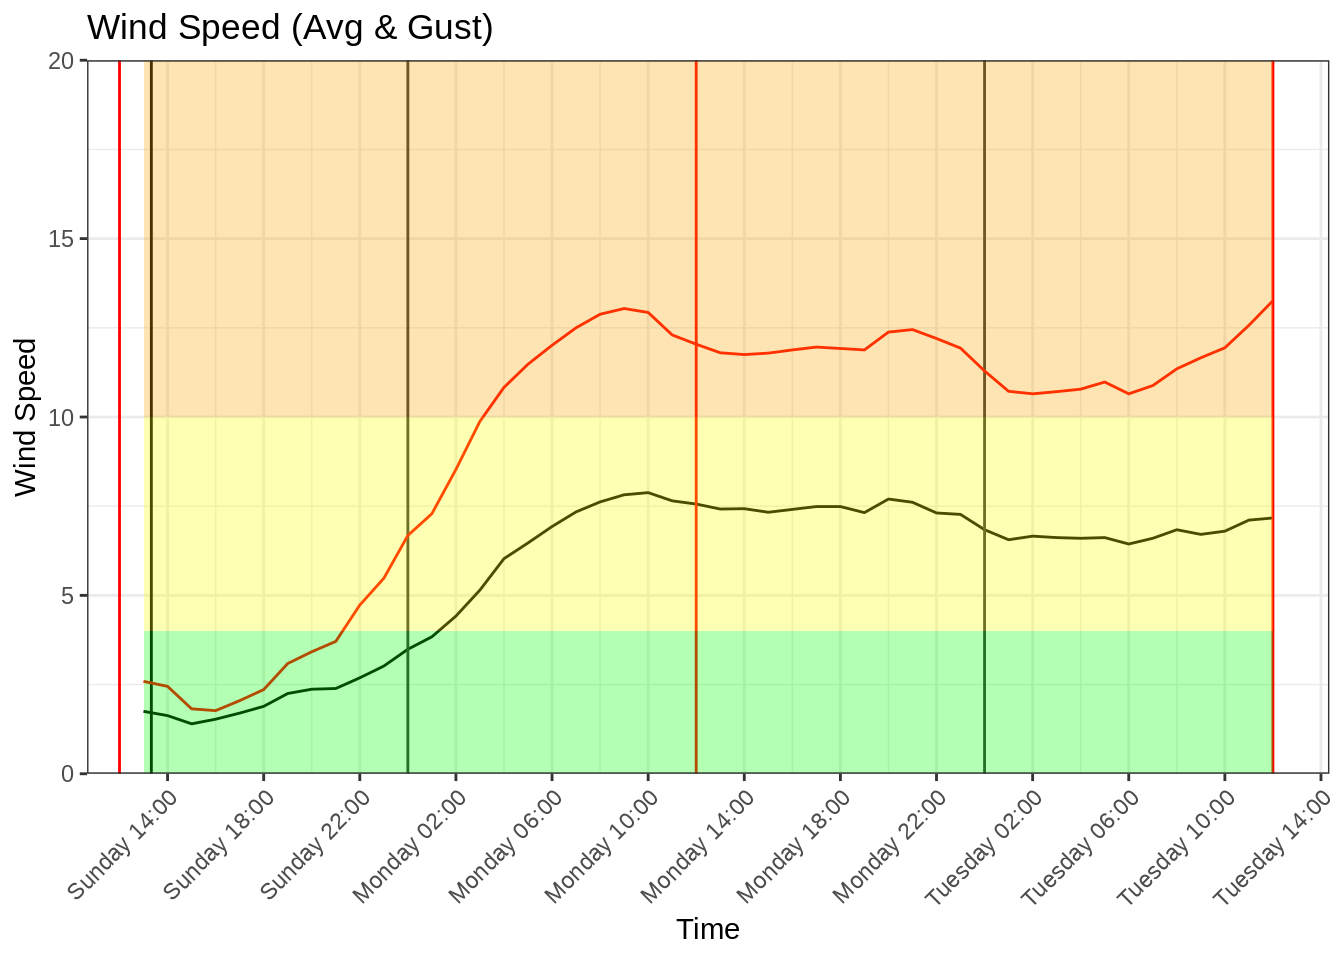 Wind Speed (Avg & Gust)
20
15
10
5
0
Wind Speed
Sunday 14:00
Sunday 18:00
Sunday 22:00
Monday 02:00
Monday 06:00
Monday 10:00
Monday 14:00
Monday 18:00
Monday 22:00
Tuesday 02:00
Tuesday 06:00
Tuesday 10:00
Tuesday 14:00
Time